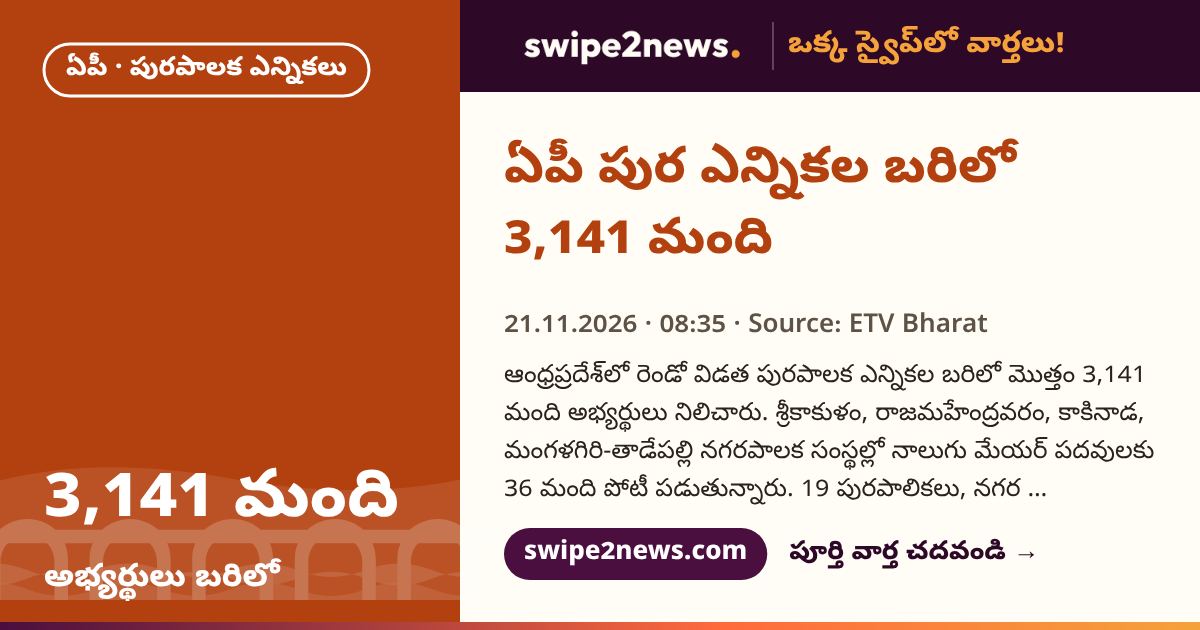 ఏపీ · పురపాలక ఎన్నికలు
3,141 మంది
అభ్యర్థులు బరిలో
swipe2news.
ఒక్క స్వైప్‌లో వార్తలు!
ఏపీ పుర ఎన్నికల బరిలో
3,141 మంది
21.11.2026 · 08:35 · Source: ETV Bharat
ఆంధ్రప్రదేశ్‌లో రెండో విడత పురపాలక ఎన్నికల బరిలో మొత్తం 3,141
మంది అభ్యర్థులు నిలిచారు. శ్రీకాకుళం, రాజమహేంద్రవరం, కాకినాడ,
మంగళగిరి-తాడేపల్లి నగరపాలక సంస్థల్లో నాలుగు మేయర్ పదవులకు
36 మంది పోటీ పడుతున్నారు. 19 పురపాలికలు, నగర ...
swipe2news.com
పూర్తి వార్త చదవండి →